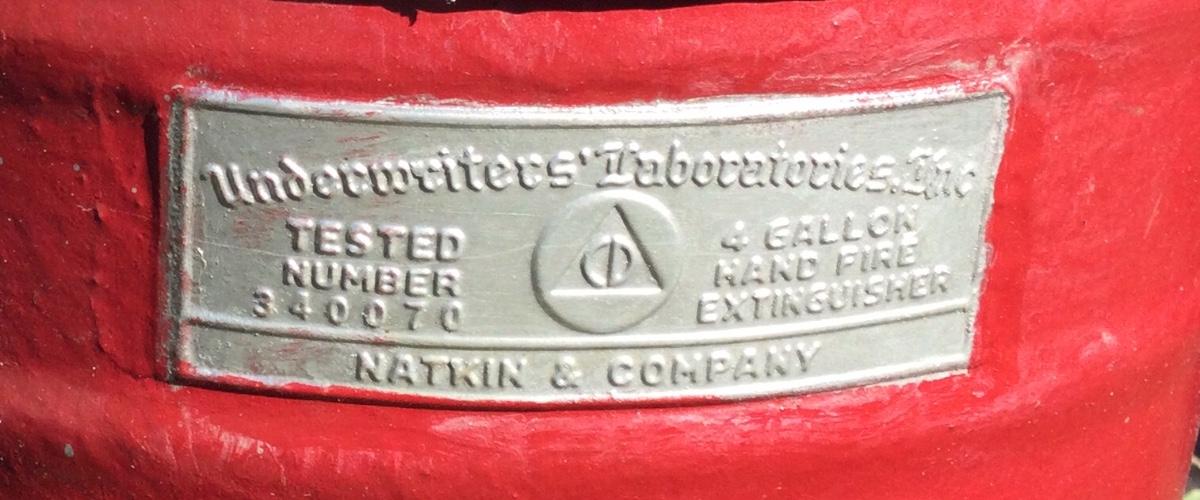 Underwriters' Laboratories, Inc
TESTED
NUMBER
340070
4 GALLON
HAND FIRE
EXTINGUISHER
NATKIN & COMPANY